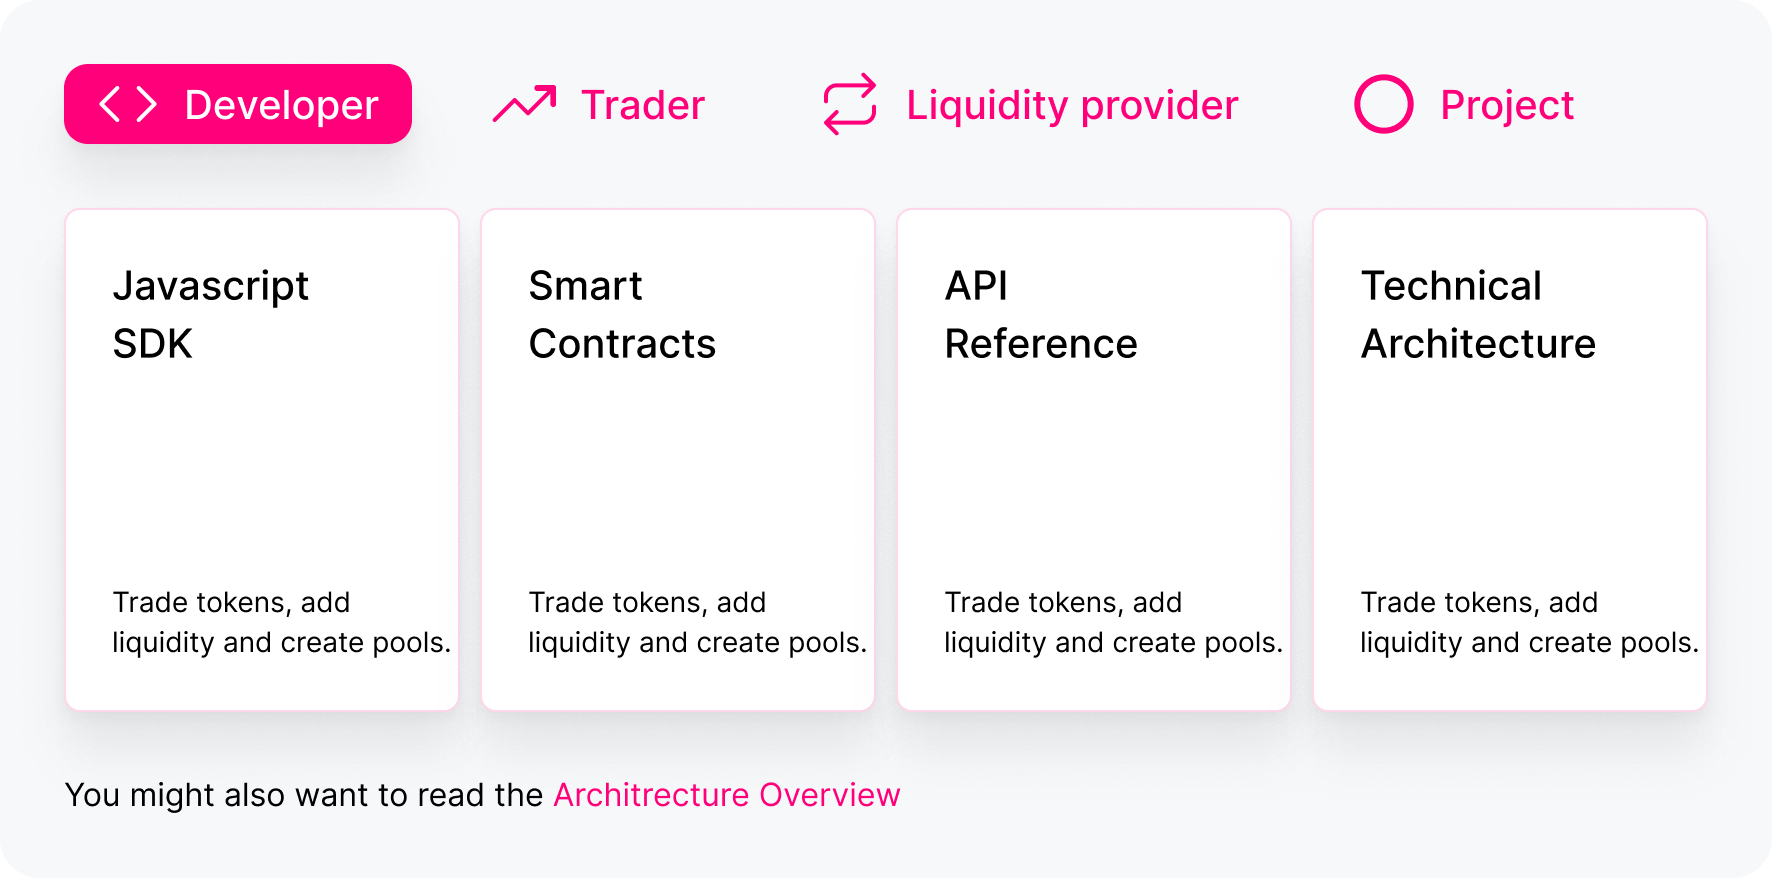 Developer
Trader
Liquidity provider
Project
Javascript
SDK
Trade tokens, add
liquidity and create pools.
Smart
Contracts
Trade tokens, add
liquidity and create pools.
API
Reference
Trade tokens, add
liquidity and create pools.
Technical
Architecture
Trade tokens, add
liquidity and create pools.
You might also want to read the Architrecture Overview